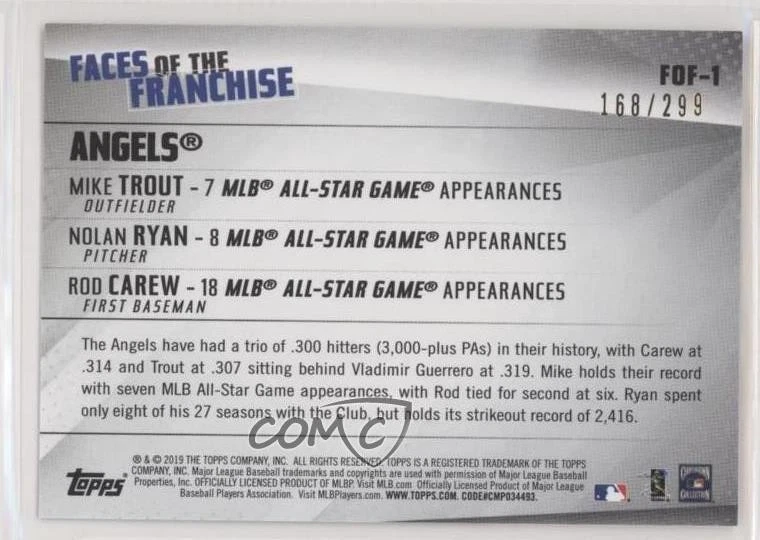 FACES OF THE
FRANCHISE
FOF-1
168/299
ANGELS®
MIKE TROUT - 7 MLB® ALL-STAR GAME® APPEARANCES
OUTFIELDER
NOLAN RYAN - 8 MLB® ALL-STAR GAME® APPEARANCES
PITCHER
ROD CAREW - 18 MLB® ALL-STAR GAME® APPEARANCES
FIRST BASEMAN
The Angels have had a trio of .300 hitters (3,000-plus PAs) in their history, with Carew at
.314 and Trout at .307 sitting behind Vladimir Guerrero at .319. Mike holds their record
with seven MLB All-Star Game appearances, with Rod tied for second at six. Ryan spent
only eight of his 27 seasons with the Club, but holds its strikeout record of 2,416.
COMC
® & © 2019 THE TOPPS COMPANY, INC. ALL RIGHTS RESERVED. TOPPS IS A REGISTERED TRADEMARK OF THE TOPPS
COMPANY, INC. Major League Baseball trademarks and copyrights are used with permission of Major League Baseball
Properties, Inc. OFFICIALLY LICENSED PRODUCT OF MLBP. Visit MLB.com Officially Licensed Product of Major League
Baseball Players Association. Visit MLBPlayers.com. WWW.TOPPS.COM. CODE#CMP034493.
TOPPS
COOPERSTOWN
COLLECTION